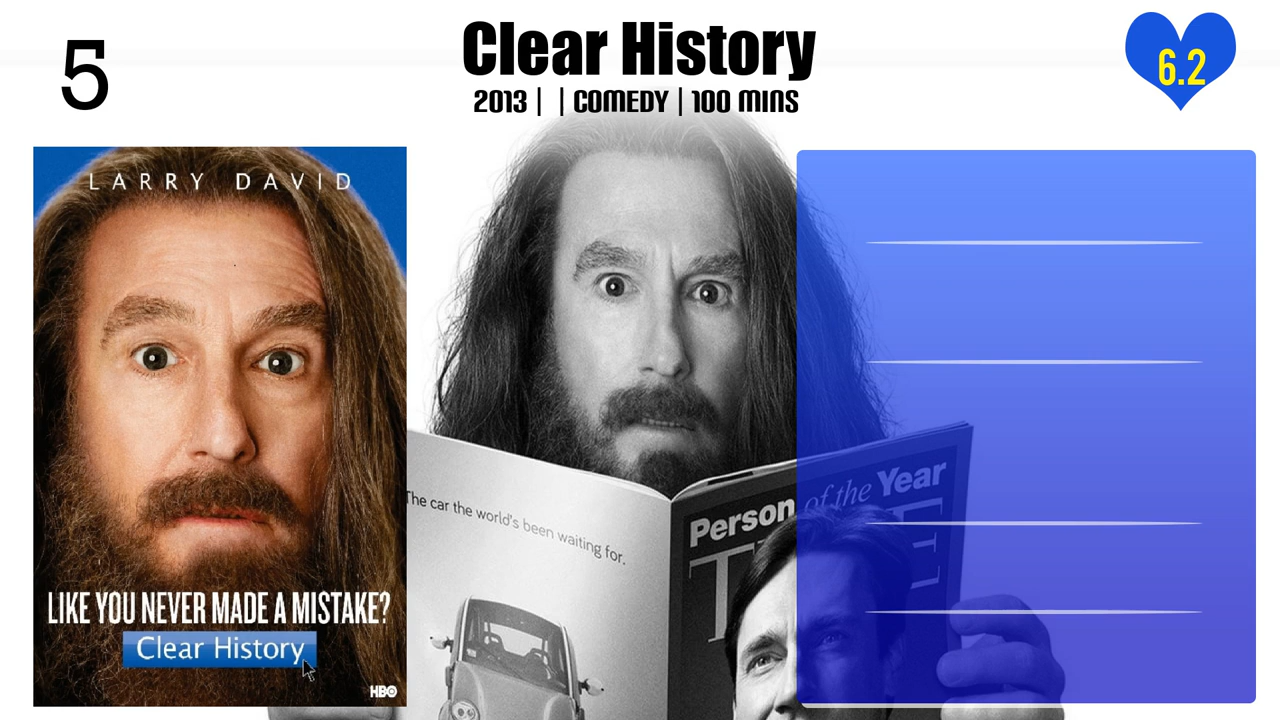 5
Clear History
2013 | | COMEDY | 100 MINS
6.2
LARRY DAVID
LIKE YOU NEVER MADE A MISTAKE?
Clear History
HBO
The car the world's been waiting for.
Person of the Year